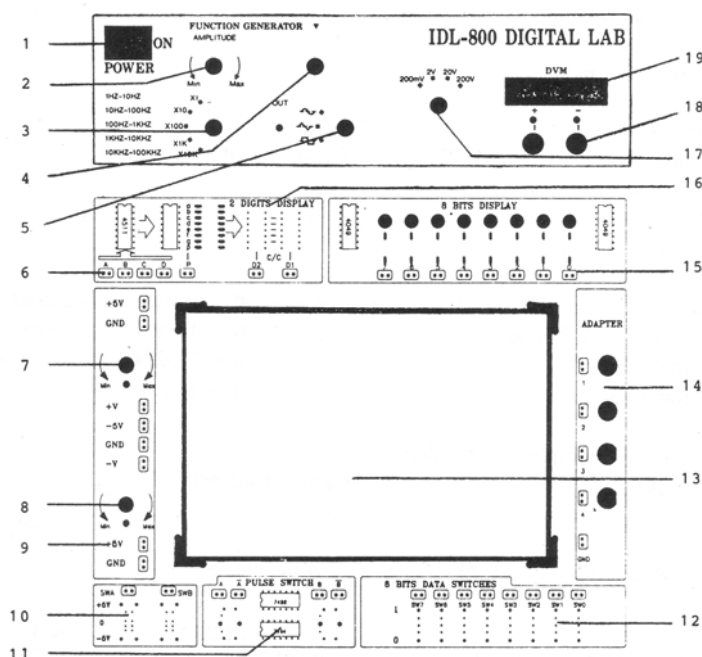 1
ON
POWER
FUNCTION GENERATOR ▼
AMPLITUDE
IDL-800 DIGITAL LAB
2
Min
Max
1HZ-10HZ
10HZ-100HZ
100HZ-1KHZ
1KHZ-10KHZ
10KHZ-100KHZ
X1
X10
X100
X1K
X10K
OUT
3
4
5
200mV
2V
20V
200V
DVM
+
-
19
18
17
16
2 DIGITS DISPLAY
8 BITS DISPLAY
4511
C/C
A B C D P D2 D1
6
4049
4049
15
+5V
GND
7
Min
Max
+V
-5V
GND
-V
8
Min
Max
9
+5V
GND
13
ADAPTER
1
2
3
4
GND
14
10
SWA
SWB
+5V
0
-5V
PULSE SWITCH
A A B B
11
8 BITS DATA SWITCHES
SW7 SW6 SW5 SW4 SW3 SW2 SW1 SW0
1
0
12